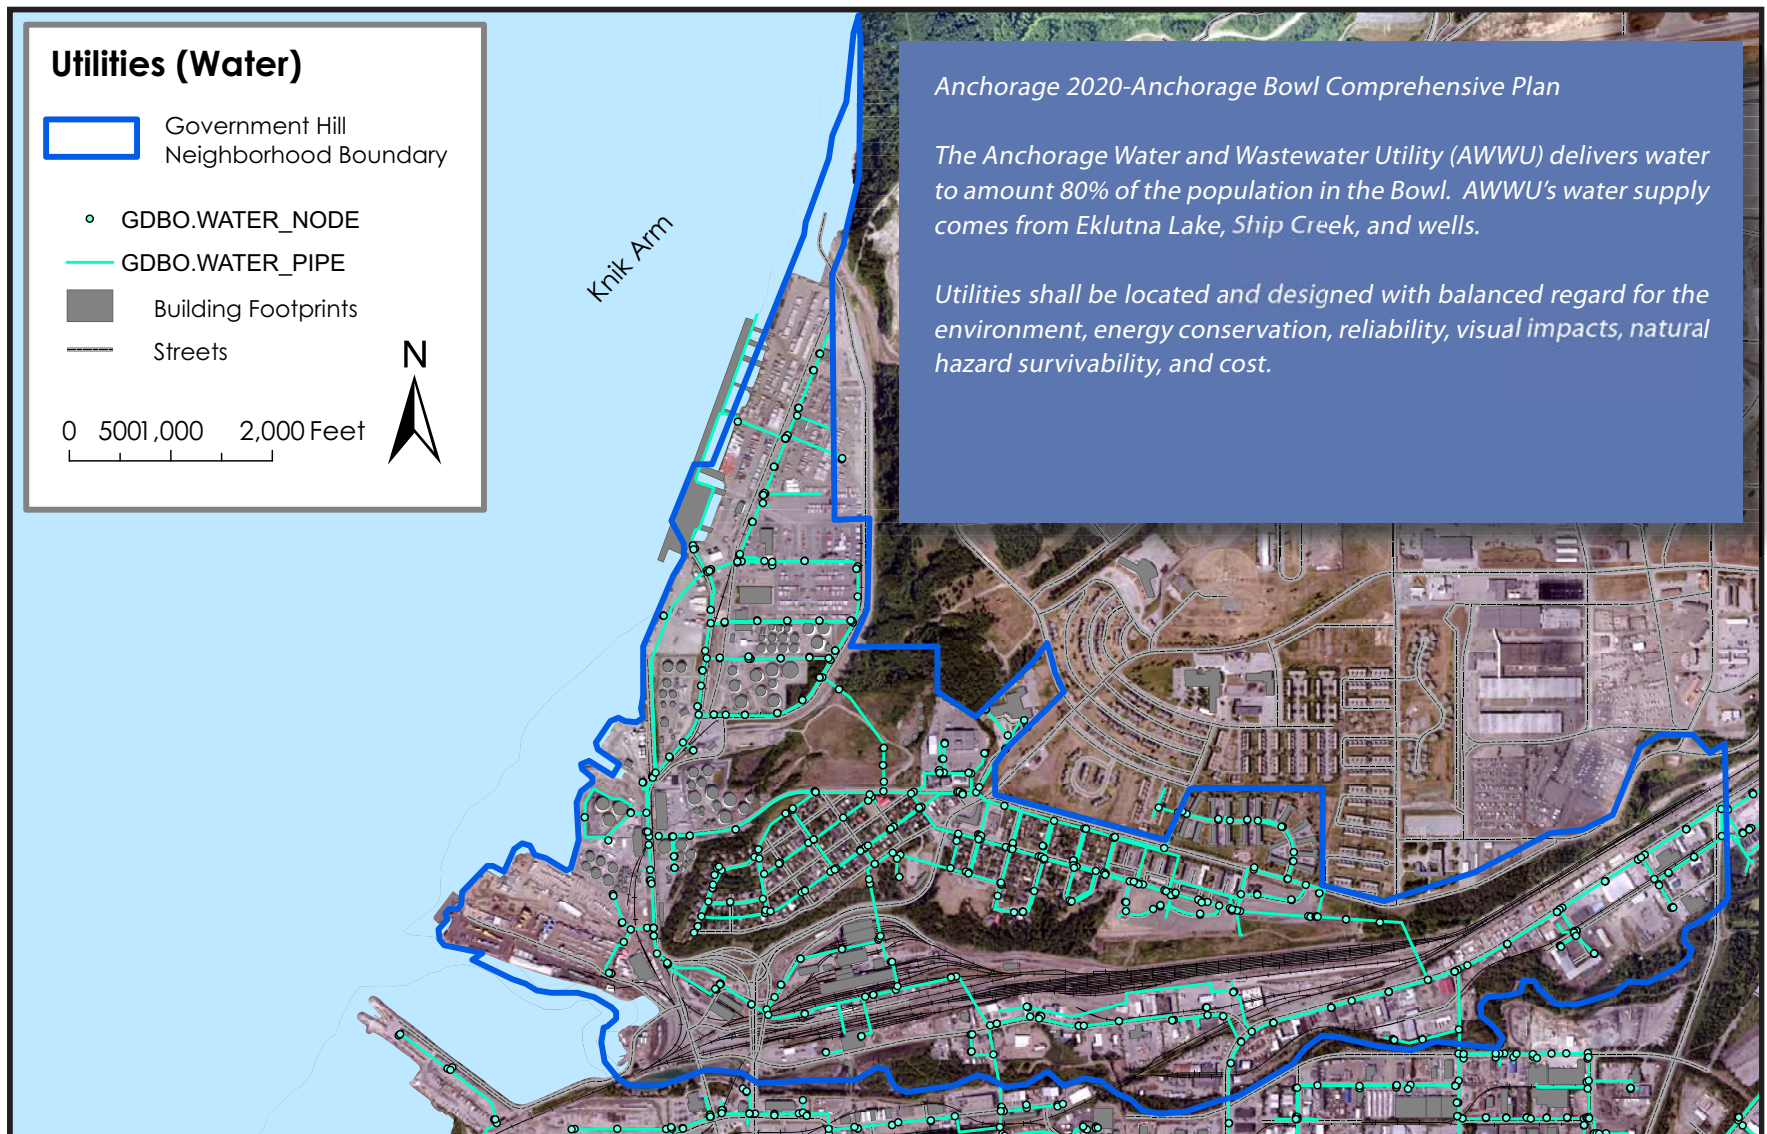 Utilities (Water)
Government Hill
Neighborhood Boundary
GDBO.WATER_NODE
GDBO.WATER_PIPE
Building Footprints
Streets
N
0 5001,000 2,000 Feet
Knik Arm
Anchorage 2020-Anchorage Bowl Comprehensive Plan
The Anchorage Water and Wastewater Utility (AWWU) delivers water
to amount 80% of the population in the Bowl. AWWU's water supply
comes from Eklutna Lake, Ship Creek, and wells.
Utilities shall be located and designed with balanced regard for the
environment, energy conservation, reliability, visual impacts, natural
hazard survivability, and cost.